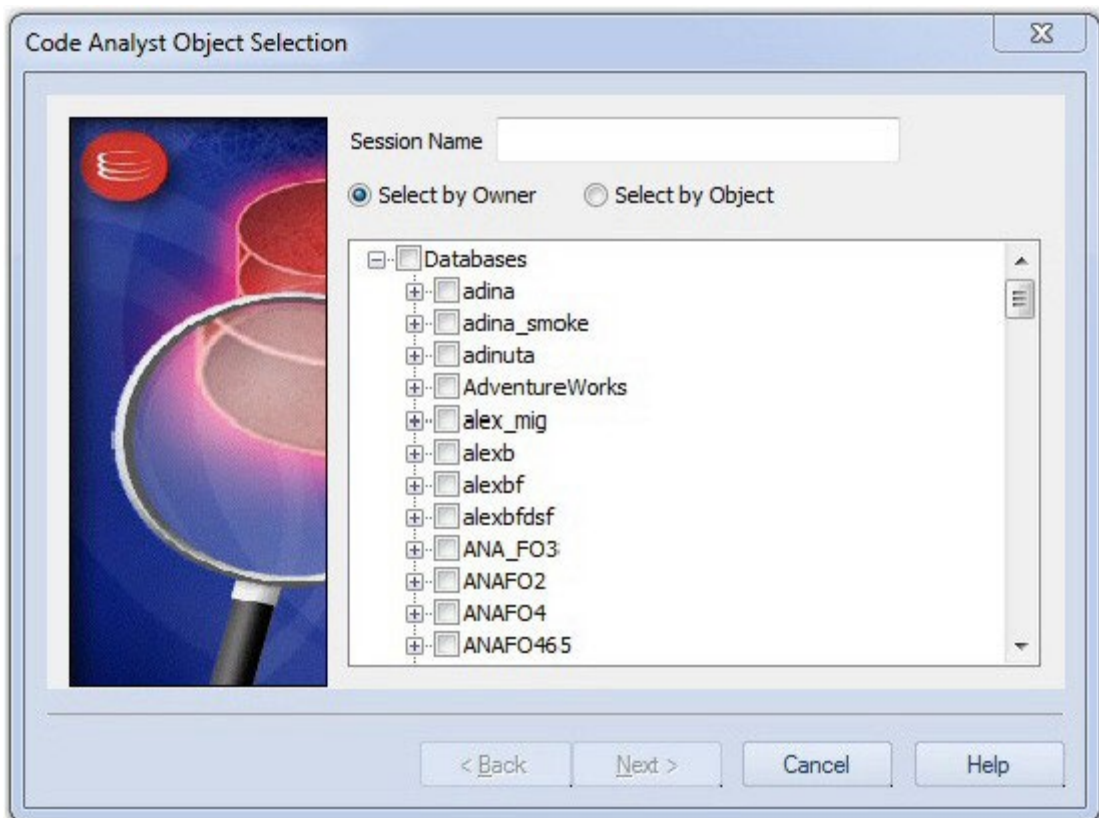 Code Analyst Object Selection
Session Name
Select by Owner Select by Object
Databases
adina
adina_smoke
adinuta
AdventureWorks
alex_mig
alexb
alexbf
alexbfdsf
ANA_FO3
ANAFO2
ANAFO4
ANAFO465
< Back Next > Cancel Help